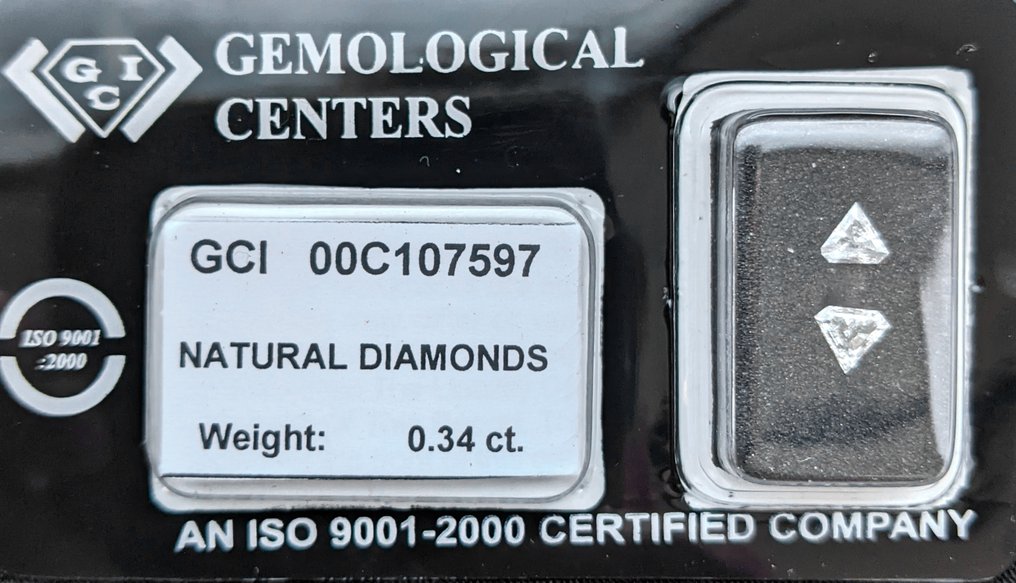 G I
C
GEMOLOGICAL
CENTERS
GCI 00C107597
NATURAL DIAMONDS
Weight: 0.34 ct.
ISO 9001
:2000
AN ISO 9001-2000 CERTIFIED COMPANY